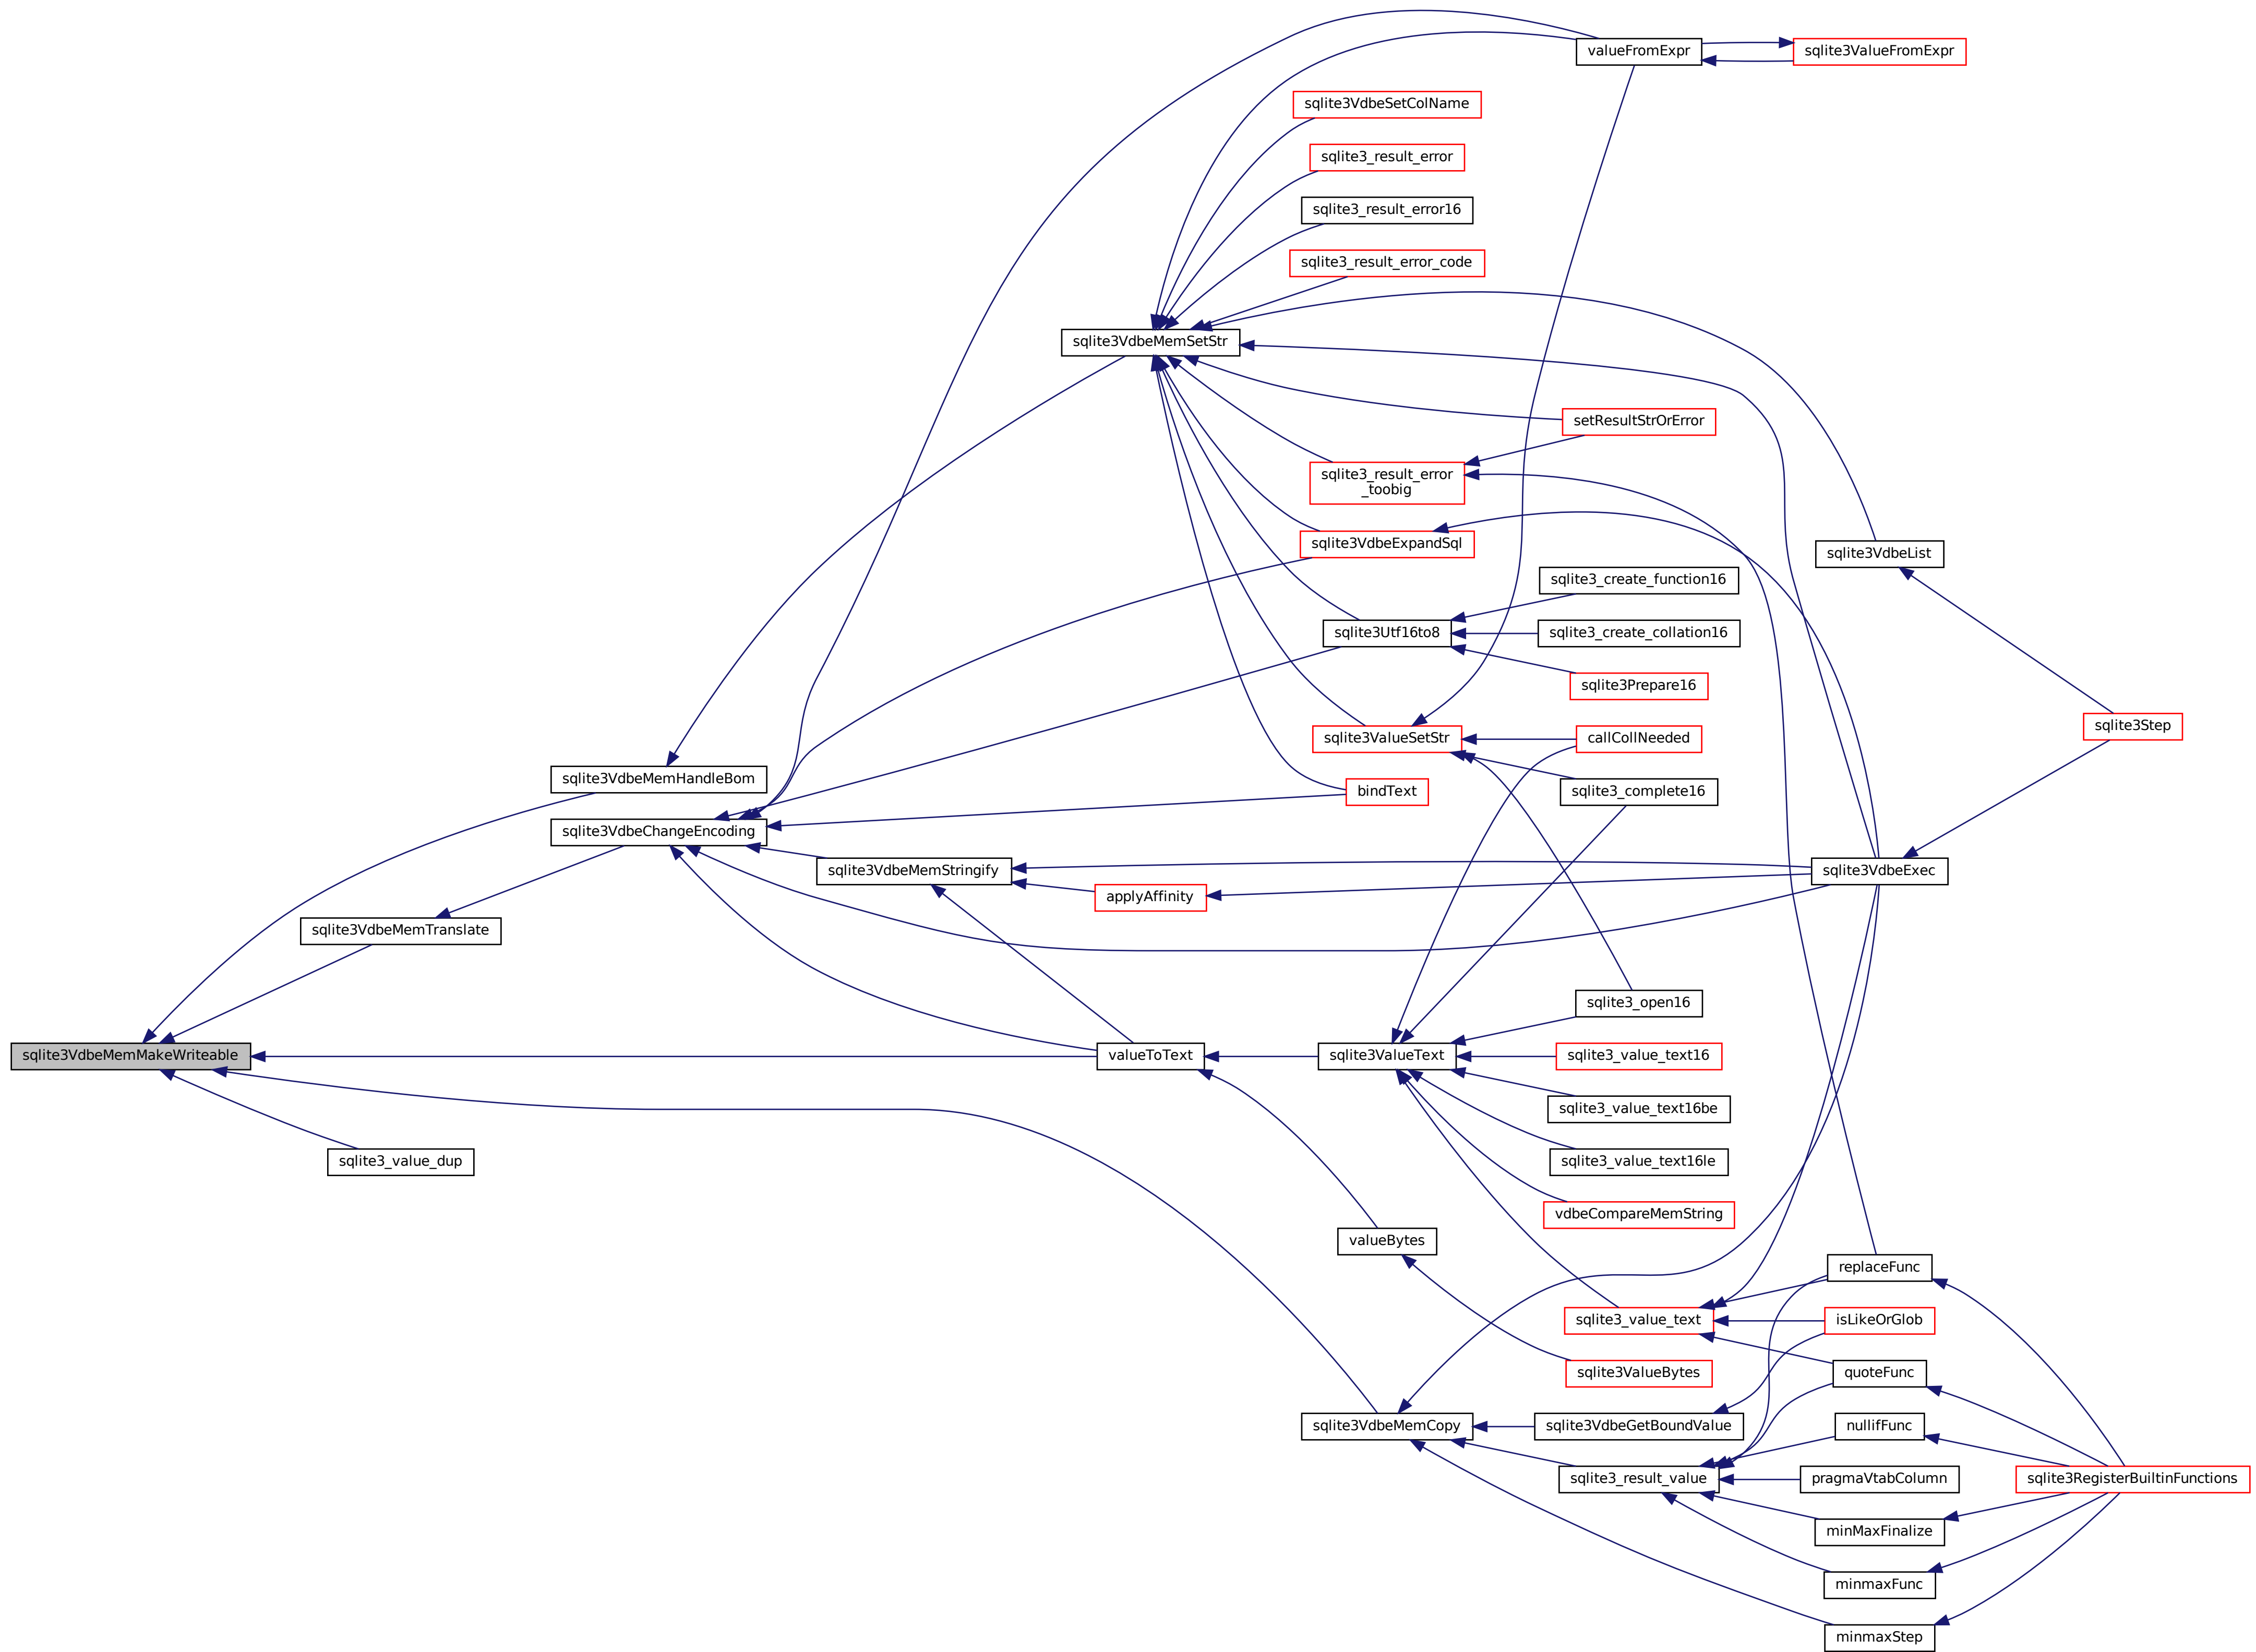 valueFromExpr
sqlite3ValueFromExpr
sqlite3VdbeSetColName
sqlite3_result_error
sqlite3_result_error16
sqlite3_result_error_code
sqlite3VdbeMemSetStr
setResultStrOrError
sqlite3_result_error
_toobig
sqlite3VdbeExpandSql
sqlite3VdbeList
sqlite3_create_function16
sqlite3Utf16to8
sqlite3_create_collation16
sqlite3Prepare16
sqlite3Step
sqlite3ValueSetStr
callCollNeeded
sqlite3VdbeMemHandleBom
bindText
sqlite3_complete16
sqlite3VdbeChangeEncoding
sqlite3VdbeMemStringify
sqlite3VdbeExec
applyAffinity
sqlite3VdbeMemTranslate
sqlite3_open16
sqlite3VdbeMemMakeWriteable
valueToText
sqlite3ValueText
sqlite3_value_text16
sqlite3_value_text16be
sqlite3_value_dup
sqlite3_value_text16le
vdbeCompareMemString
valueBytes
replaceFunc
sqlite3_value_text
isLikeOrGlob
sqlite3ValueBytes
quoteFunc
sqlite3VdbeMemCopy
sqlite3VdbeGetBoundValue
nullifFunc
sqlite3_result_value
pragmaVtabColumn
sqlite3RegisterBuiltinFunctions
minMaxFinalize
minmaxFunc
minmaxStep